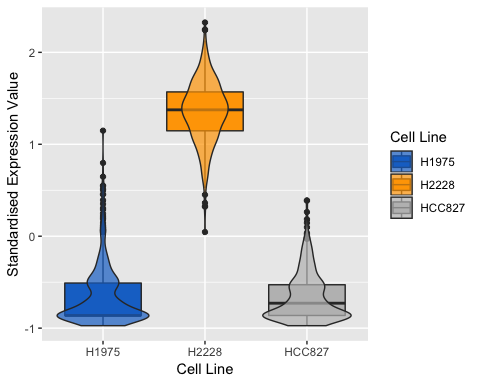 Standardised Expression Value
2
1
0
-1
H1975
H2228
HCC827
Cell Line
Cell Line
H1975
H2228
HCC827